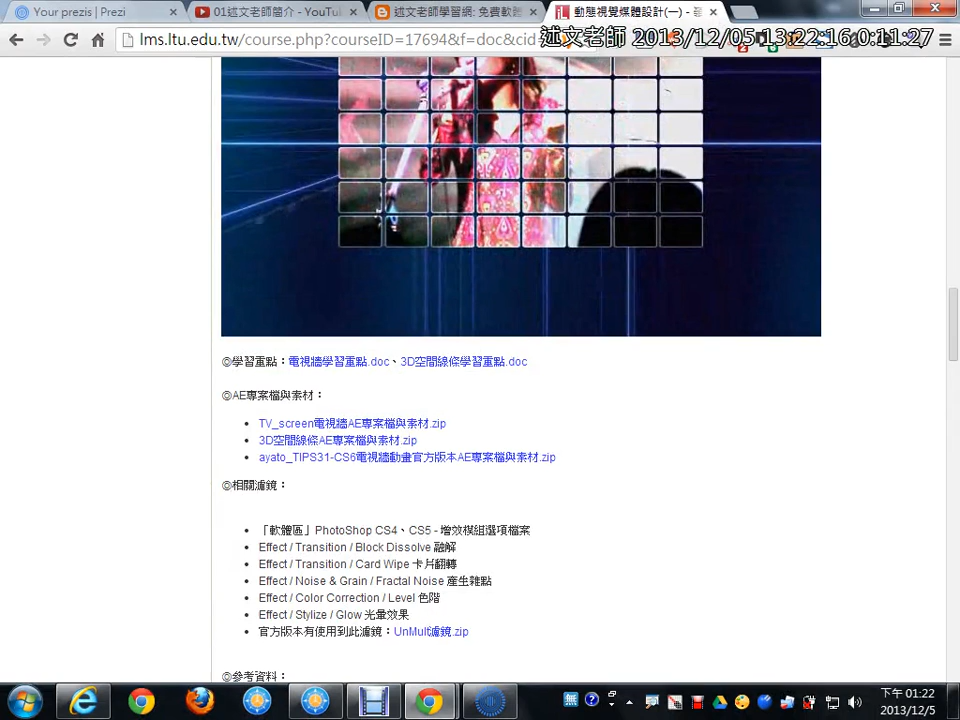 Your prezis | Prezi
01述文老師簡介 - YouTu
述文老師學習網: 免費軟體
動態視覺媒體設計(一) -
lms.ltu.edu.tw/course.php?courseID=17694&f=doc&cid
述文老師 2013/12/05 13:22:16 0:11:27
◎學習重點：電視牆學習重點.doc、3D空間線條學習重點.doc
◎AE專案檔與素材：
TV_screen電視牆AE專案檔與素材.zip
3D空間線條AE專案檔與素材.zip
ayato_TIPS31-CS6電視牆動畫官方版本AE專案檔與素材.zip
◎相關濾鏡：
「軟體區」PhotoShop CS4、CS5 - 增效模組選項檔案
Effect / Transition / Block Dissolve 融解
Effect / Transition / Card Wipe 卡片翻轉
Effect / Noise & Grain / Fractal Noise 產生雜點
Effect / Color Correction / Level 色階
Effect / Stylize / Glow 光暈效果
官方版本有使用到此濾鏡：UnMult濾鏡.zip
◎參考資料：
下午 01:22
2013/12/5